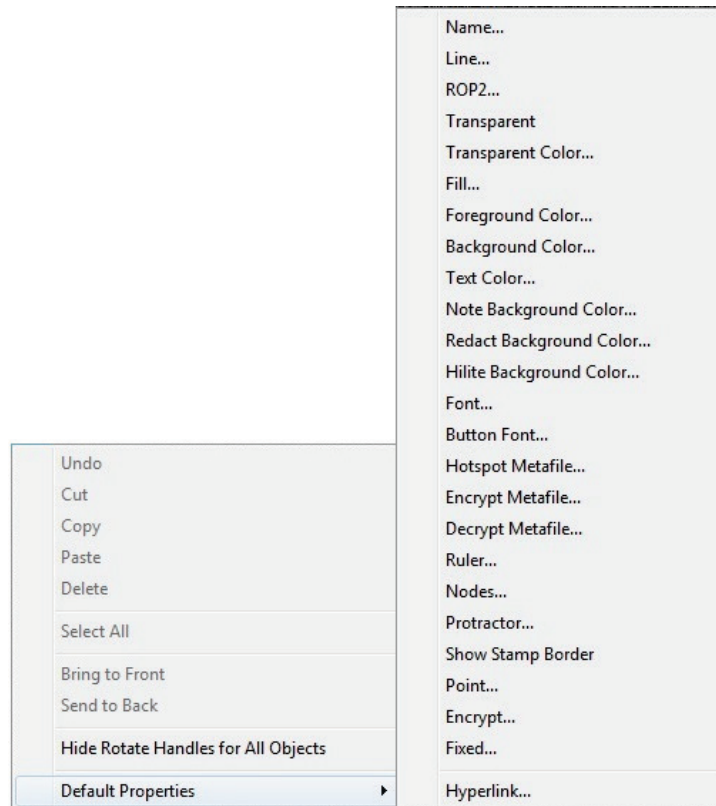 Undo
Cut
Copy
Paste
Delete
Select All
Bring to Front
Send to Back
Hide Rotate Handles for All Objects
Default Properties
Name...
Line...
ROP2...
Transparent
Transparent Color...
Fill...
Foreground Color...
Background Color...
Text Color...
Note Background Color...
Redact Background Color...
Hilite Background Color...
Font...
Button Font...
Hotspot Metafile...
Encrypt Metafile...
Decrypt Metafile...
Ruler...
Nodes...
Protractor...
Show Stamp Border
Point...
Encrypt...
Fixed...
Hyperlink...